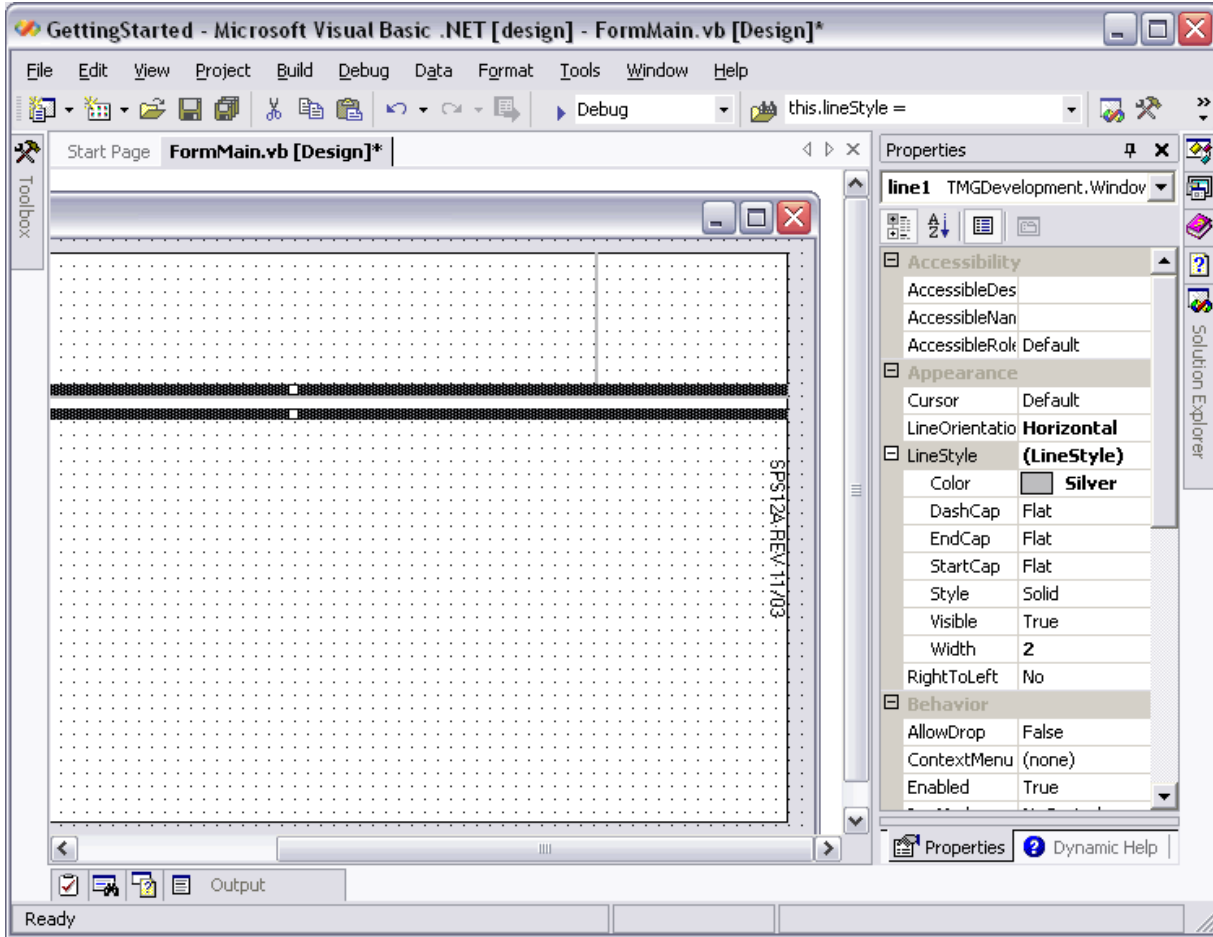 GettingStarted - Microsoft Visual Basic .NET [design] - FormMain.vb [Design]*
File Edit View Project Build Debug Data Format Tools Window Help
Debug this.lineStyle =
Toolbox
Start Page FormMain.vb [Design]*
SPS12A REV 11/03
Properties
line1 TMGDevelopment.Window
Accessibility
AccessibleDes
AccessibleNam
AccessibleRole Default
Appearance
Cursor Default
LineOrientatio Horizontal
LineStyle (LineStyle)
Color Silver
DashCap Flat
EndCap Flat
StartCap Flat
Style Solid
Visible True
Width 2
RightToLeft No
Behavior
AllowDrop False
ContextMenu (none)
Enabled True
Properties Dynamic Help
Solution Explorer
Output
Ready